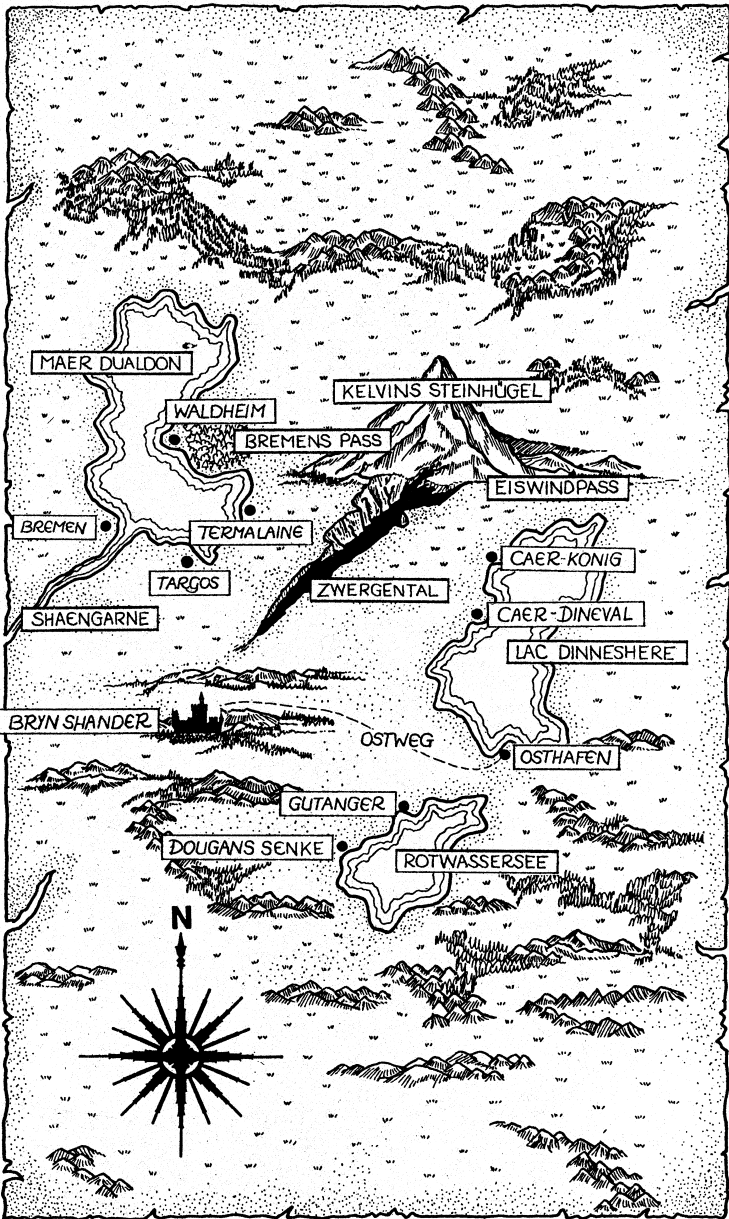 MAER DUALDON
KELVINS STEINHÜGEL
WALDHEIM
BREMENS PASS
EISWINDPASS
BREMEN
TERMALAINE
CAER-KONIG
TARGOS
ZWERGENTAL
CAER-DINEVAL
SHAENGARNE
LAC DINNESHERE
BRYN SHANDER
OSTWEG
OSTHAFEN
GUTANGER
DOUGANS SENKE
ROTWASSERSEE
N